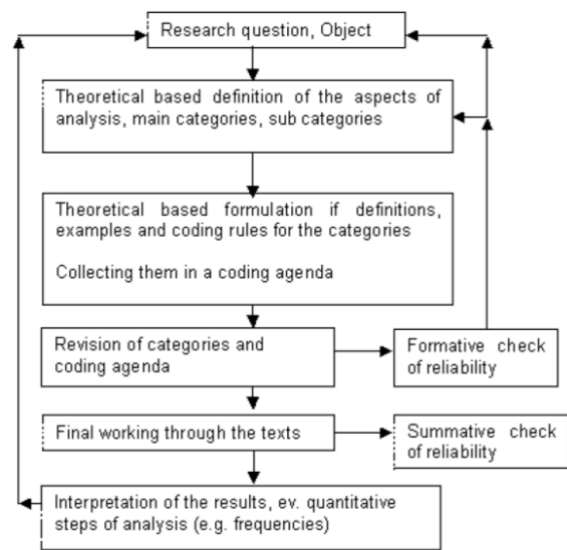 Research question, Object
Theoretical based definition of the aspects of
analysis, main categories, sub categories
Theoretical based formulation if definitions,
examples and coding rules for the categories
Collecting them in a coding agenda
Revision of categories and
coding agenda
Formative check
of reliability
Final working through the texts
Summative check
of reliability
Interpretation of the results, ev. quantitative
steps of analysis (e.g. frequencies)